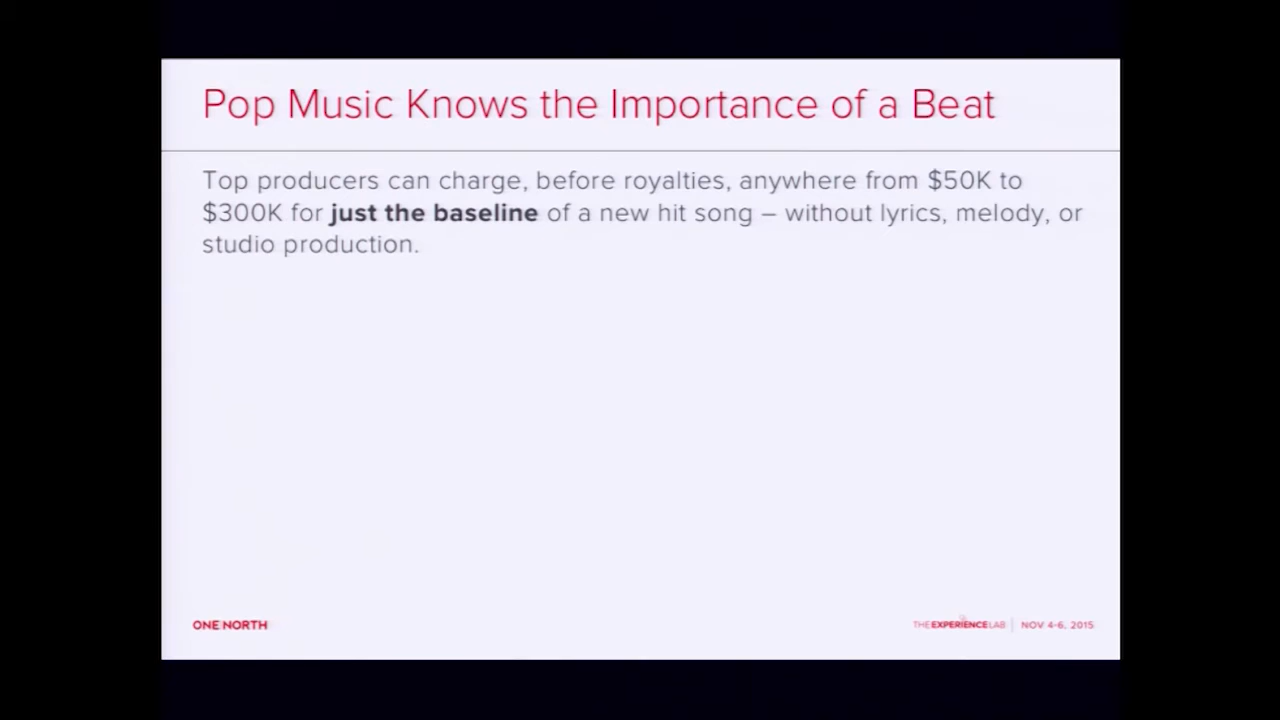 Pop Music Knows the Importance of a Beat
Top producers can charge, before royalties, anywhere from $50K to
$300K for just the baseline of a new hit song – without lyrics, melody, or
studio production.
ONE NORTH
THE EXPERIENCE LAB | NOV 4-6, 2015